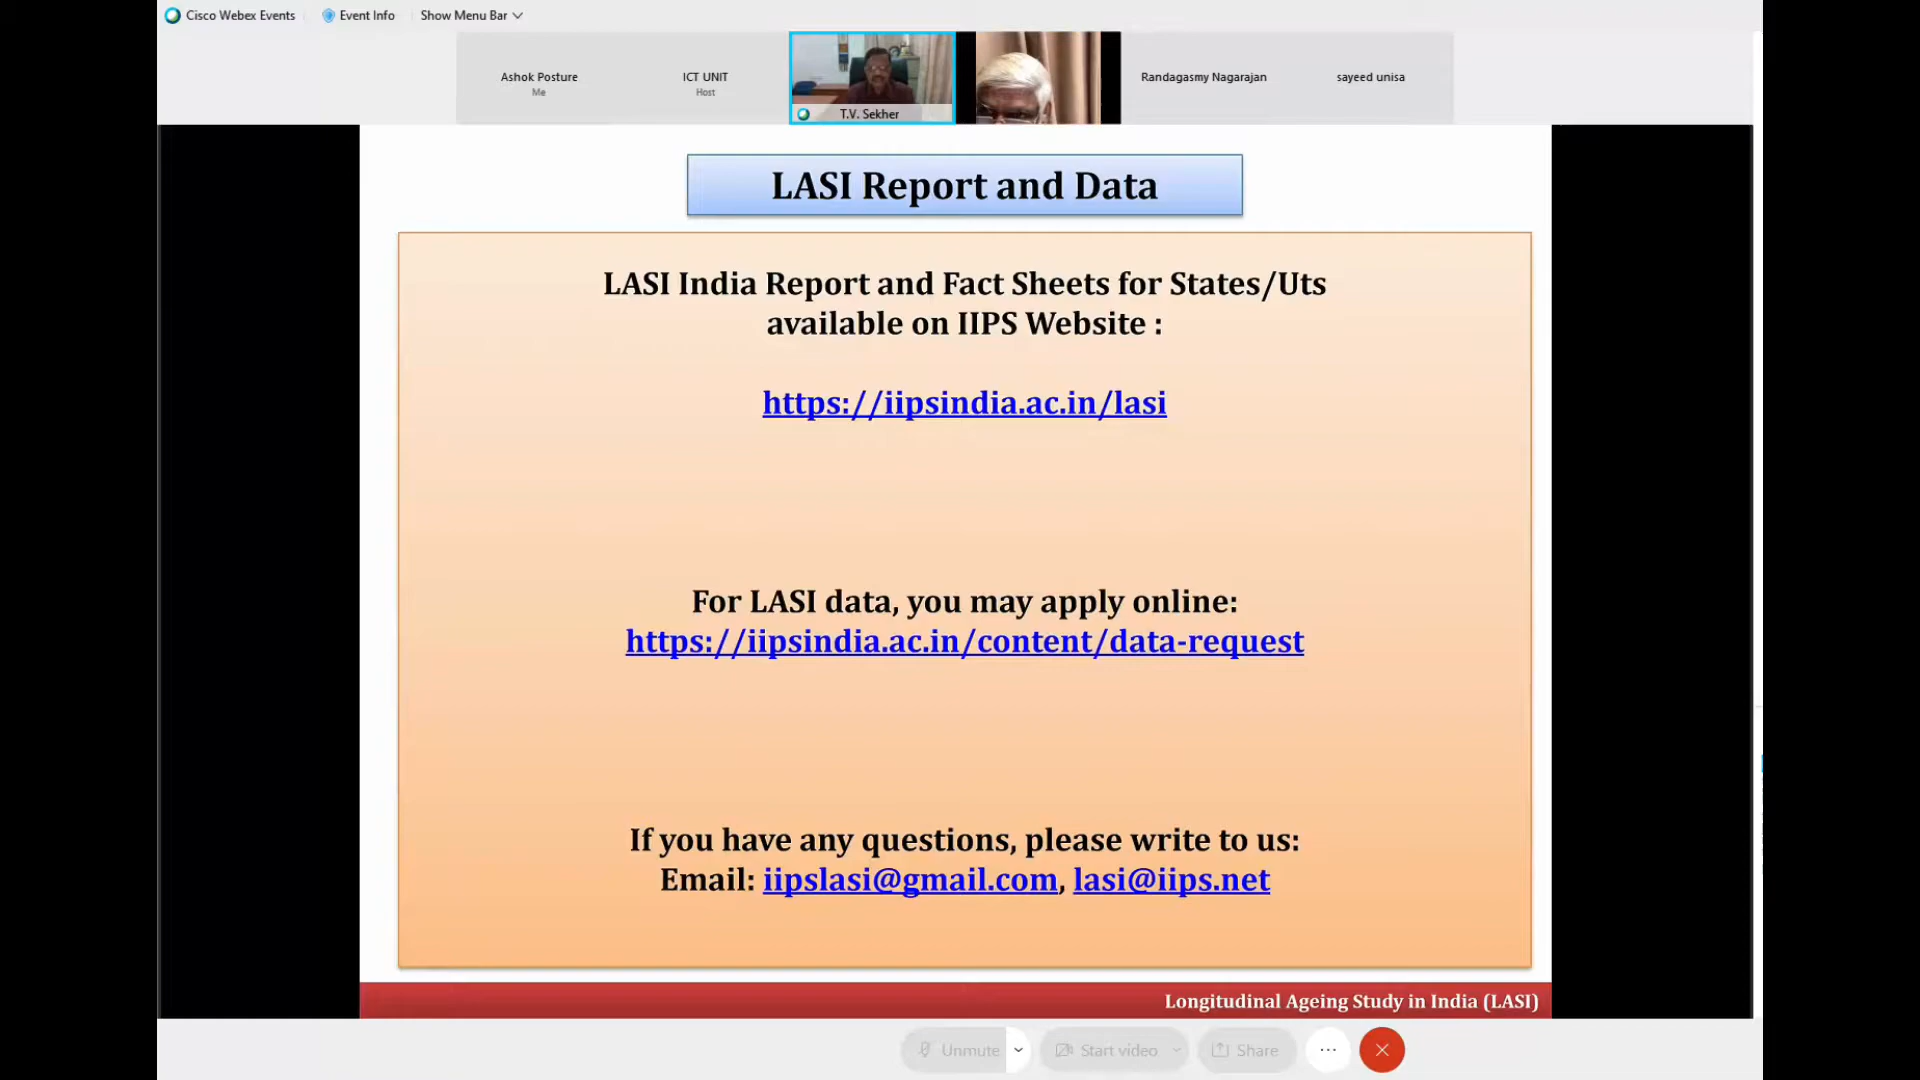 Cisco Webex Events
Event Info
Show Menu Bar
Ashok Posture
Me
ICT UNIT
Host
T.V. Sekher
Randagasmy Nagarajan
sayeed unisa
LASI Report and Data
LASI India Report and Fact Sheets for States/Uts
available on IIPS Website :
https://iipsindia.ac.in/lasi
For LASI data, you may apply online:
https://iipsindia.ac.in/content/data-request
If you have any questions, please write to us:
Email: iipslasi@gmail.com, lasi@iips.net
Longitudinal Ageing Study in India (LASI)
Unmute
Start video
Share